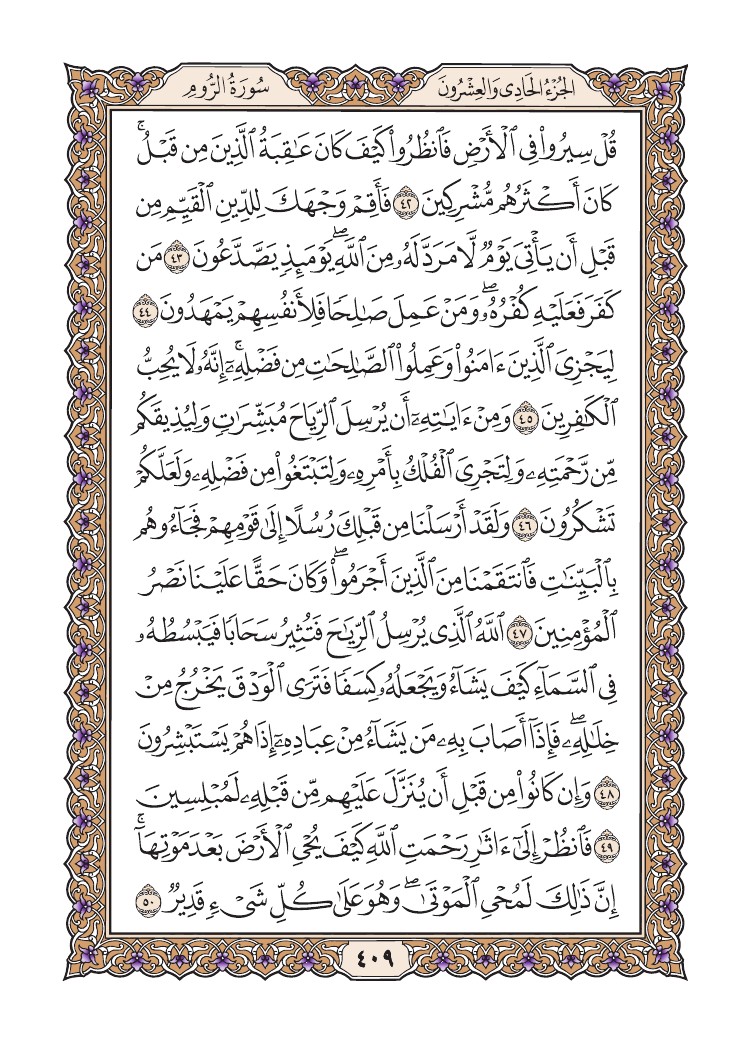 الجُزْءُ الحَادِي وَالعِشْرُونَ
سُورَةُ الرُّومِ
قُلۡ سِيرُواْ فِي ٱلۡأَرۡضِ فَٱنظُرُواْ كَيۡفَ كَانَ عَٰقِبَةُ ٱلَّذِينَ مِن قَبۡلُۚ
كَانَ أَكۡثَرُهُم مُّشۡرِكِينَ ٤٢ فَأَقِمۡ وَجۡهَكَ لِلدِّينِ ٱلۡقَيِّمِ مِن
قَبۡلِ أَن يَأۡتِيَ يَوۡمٞ لَّا مَرَدَّ لَهُۥ مِنَ ٱللَّهِۖ يَوۡمَئِذٖ يَصَّدَّعُونَ ٤٣ مَن
كَفَرَ فَعَلَيۡهِ كُفۡرُهُۥۖ وَمَنۡ عَمِلَ صَٰلِحٗا فَلِأَنفُسِهِمۡ يَمۡهَدُونَ ٤٤
لِيَجۡزِيَ ٱلَّذِينَ ءَامَنُواْ وَعَمِلُواْ ٱلصَّٰلِحَٰتِ مِن فَضۡلِهِۦٓۚ إِنَّهُۥ لَا يُحِبُّ
ٱلۡكَٰفِرِينَ ٤٥ وَمِنۡ ءَايَٰتِهِۦٓ أَن يُرۡسِلَ ٱلرِّيَاحَ مُبَشِّرَٰتٖ وَلِيُذِيقَكُم
مِّن رَّحۡمَتِهِۦ وَلِتَجۡرِيَ ٱلۡفُلۡكُ بِأَمۡرِهِۦ وَلِتَبۡتَغُواْ مِن فَضۡلِهِۦ وَلَعَلَّكُمۡ
تَشۡكُرُونَ ٤٦ وَلَقَدۡ أَرۡسَلۡنَا مِن قَبۡلِكَ رُسُلًا إِلَىٰ قَوۡمِهِمۡ فَجَآءُوهُم
بِٱلۡبَيِّنَٰتِ فَٱنتَقَمۡنَا مِنَ ٱلَّذِينَ أَجۡرَمُواْۖ وَكَانَ حَقًّا عَلَيۡنَا نَصۡرُ
ٱلۡمُؤۡمِنِينَ ٤٧ ٱللَّهُ ٱلَّذِي يُرۡسِلُ ٱلرِّيَٰحَ فَتُثِيرُ سَحَابٗا فَيَبۡسُطُهُۥ
فِي ٱلسَّمَآءِ كَيۡفَ يَشَآءُ وَيَجۡعَلُهُۥ كِسَفٗا فَتَرَى ٱلۡوَدۡقَ يَخۡرُجُ مِنۡ
خِلَٰلِهِۦۖ فَإِذَآ أَصَابَ بِهِۦ مَن يَشَآءُ مِنۡ عِبَادِهِۦٓ إِذَا هُمۡ يَسۡتَبۡشِرُونَ
٤٨ وَإِن كَانُواْ مِن قَبۡلِ أَن يُنَزَّلَ عَلَيۡهِم مِّن قَبۡلِهِۦ لَمُبۡلِسِينَ
٤٩ فَٱنظُرۡ إِلَىٰٓ ءَاثَٰرِ رَحۡمَتِ ٱللَّهِ كَيۡفَ يُحۡيِ ٱلۡأَرۡضَ بَعۡدَ مَوۡتِهَآۚ
إِنَّ ذَٰلِكَ لَمُحۡيِ ٱلۡمَوۡتَىٰۖ وَهُوَ عَلَىٰ كُلِّ شَيۡءٖ قَدِيرٞ ٥٠
٤٠٩